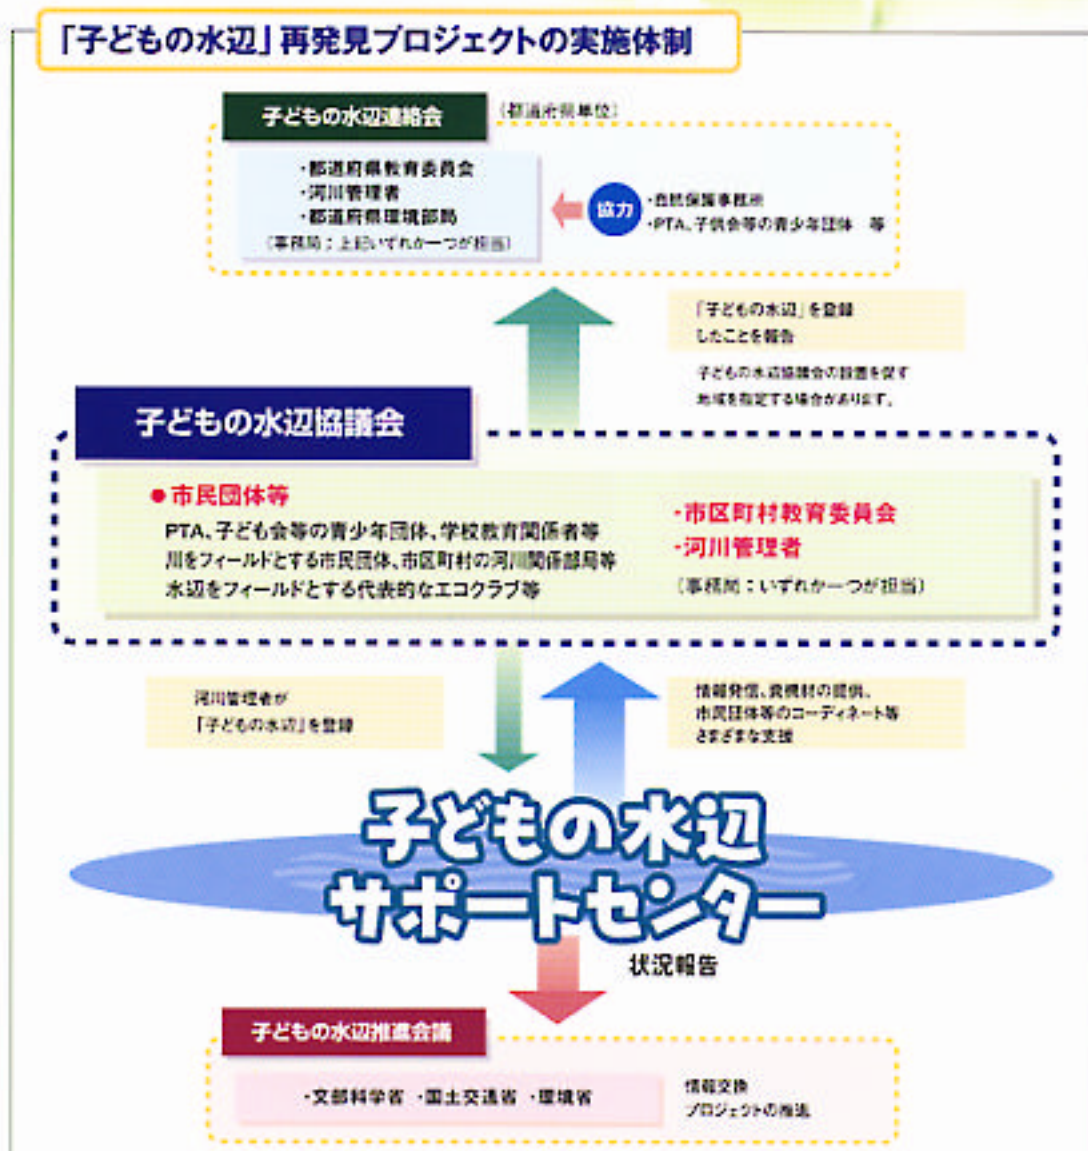 「子どもの水辺」再発見プロジェクトの実施体制
子どもの水辺連絡会
(都道府県単位)
・都道府県教育委員会
・河川管理者
・都道府県環境部局
(事務局:上記いずれか一つが担当)
協力
・自然保護事務所
・PTA、子供会等の青少年団体 等
「子どもの水辺」を登録
したことを報告
子どもの水辺協議会の設置を促す
地域を指定する場合があります。
子どもの水辺協議会
●市民団体等
PTA、子ども会等の青少年団体、学校教育関係者等
川をフィールドとする市民団体、市区町村の河川関係部局等
水辺をフィールドとする代表的なエコクラブ等
・市区町村教育委員会
・河川管理者
(事務局:いずれか一つが担当)
河川管理者が
「子どもの水辺」を登録
情報発信、資機材の提供、
市民団体等のコーディネート等
さまざまな支援
子どもの水辺
サポートセンター
状況報告
子どもの水辺推進会議
・文部科学省 ・国土交通省 ・環境省
情報交換
プロジェクトの推進